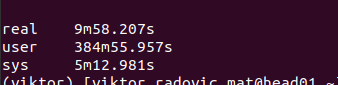 real 9m58.207s
user 384m55.957s
sys 5m12.981s
(viktor) [viktor.radovic.mat@head01 ~